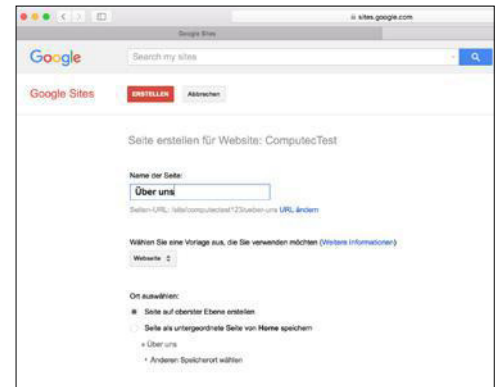 sites.google.com
Google Sites
Google
Search my sites
Google Sites
ERSTELLEN
Abbrechen
Seite erstellen für Website: ComputecTest
Name der Seite:
Über uns
Seiten-URL: /site/computectest123/ueber-uns URL ändern
Wählen Sie eine Vorlage aus, die Sie verwenden möchten (Weitere Informationen)
Webseite
Ort auswählen:
Seite auf oberster Ebene erstellen
Seite als untergeordnete Seite von Home speichern
» Über uns
Anderen Speicherort wählen